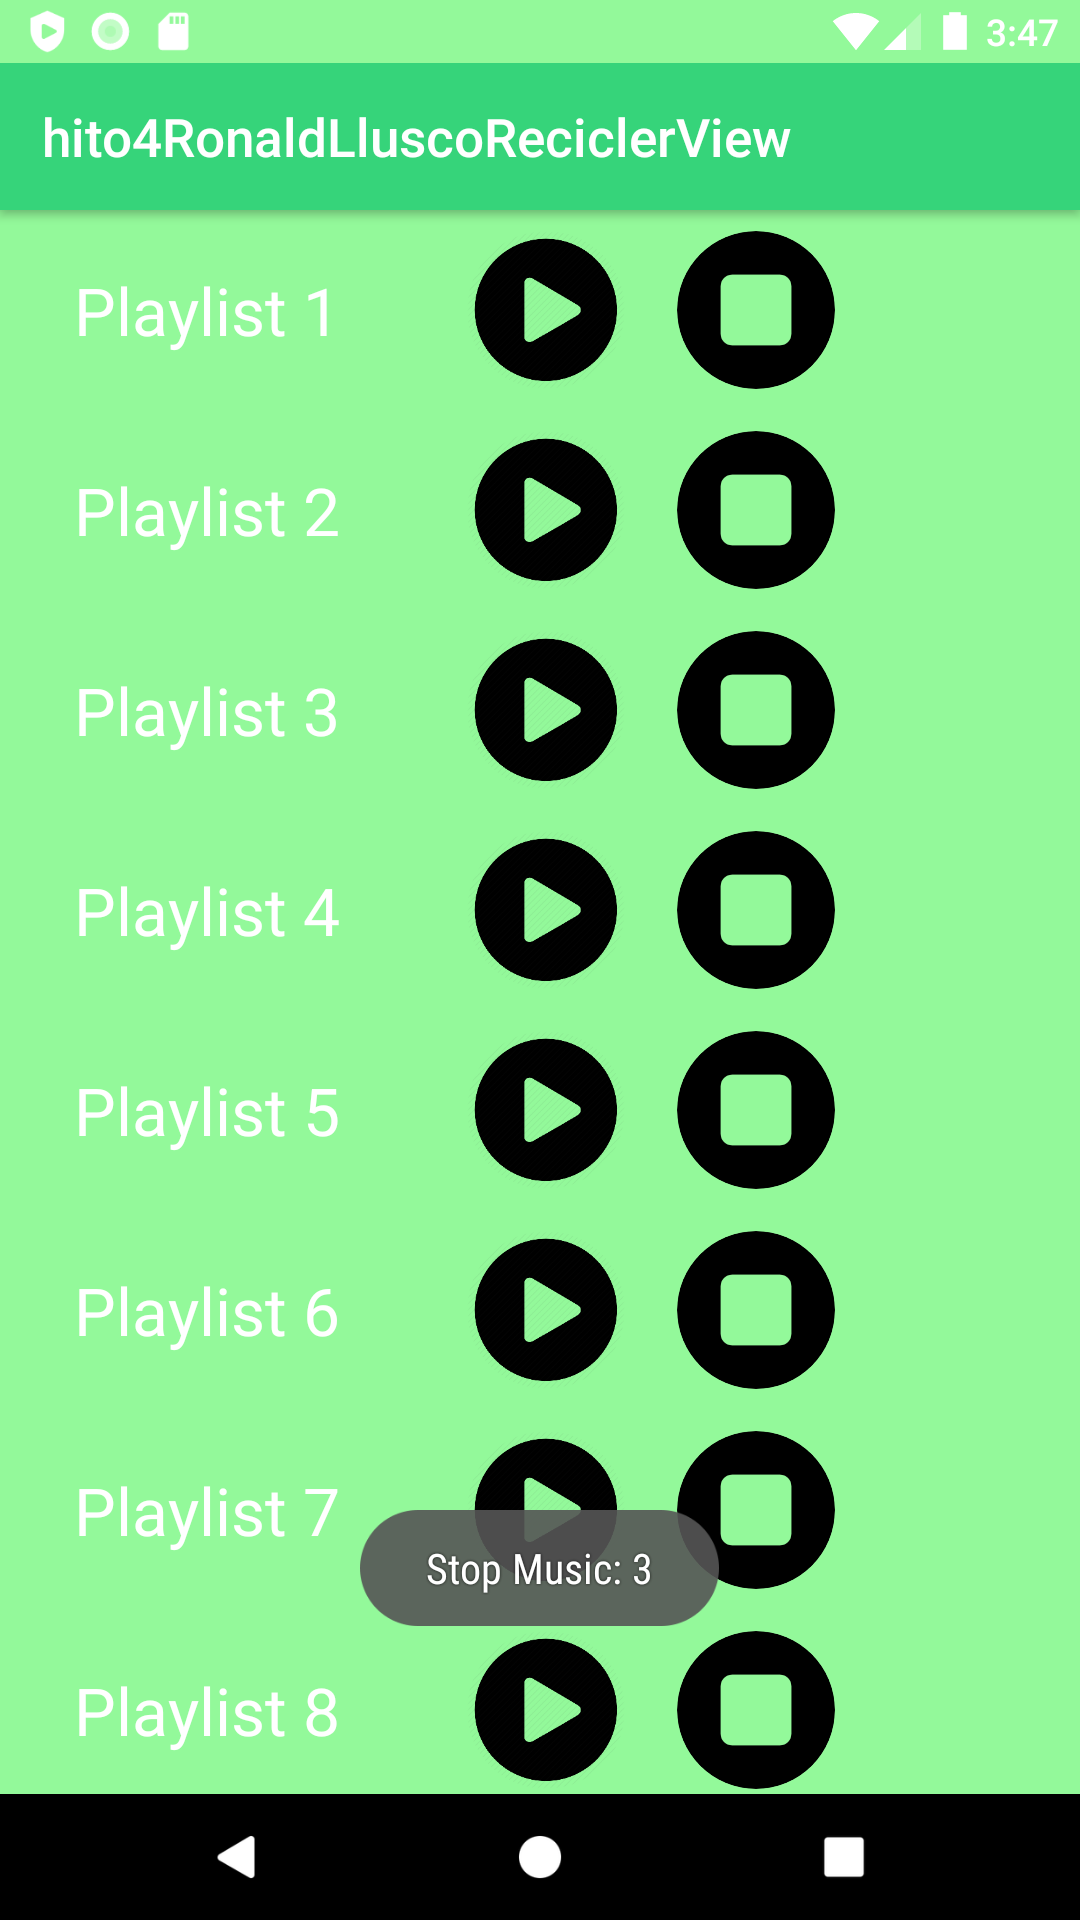 3:47
hito4RonaldLluscoReciclerView
Playlist 1
Playlist 2
Playlist 3
Playlist 4
Playlist 5
Playlist 6
Playlist 7
Stop Music: 3
Playlist 8